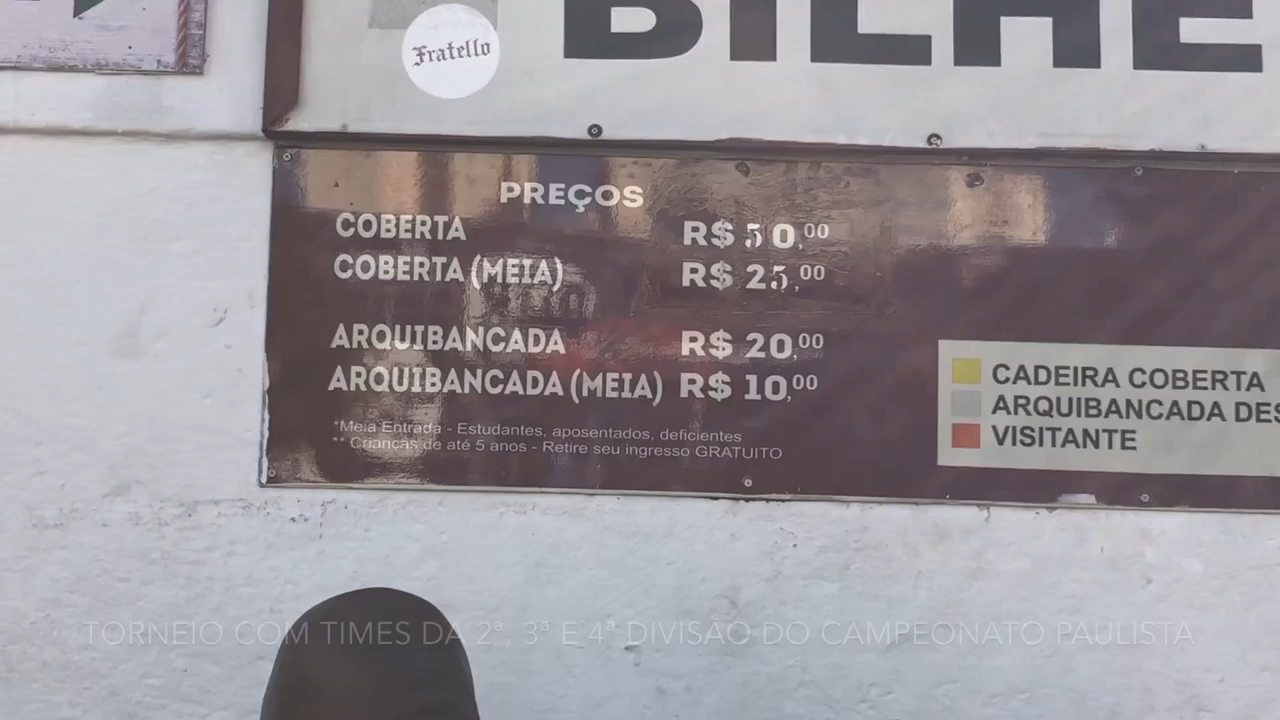 Fratello
BILHE
PREÇOS
COBERTA R$ 50,00
COBERTA (MEIA) R$ 25,00
ARQUIBANCADA R$ 20,00
ARQUIBANCADA (MEIA) R$ 10,00
*Meia Entrada - Estudantes, aposentados, deficientes
** Crianças de até 5 anos - Retire seu ingresso GRATUITO
CADEIRA COBERTA
ARQUIBANCADA DES
VISITANTE
TORNEIO COM TIMES DA 2ª, 3ª E 4ª DIVISÃO DO CAMPEONATO PAULISTA